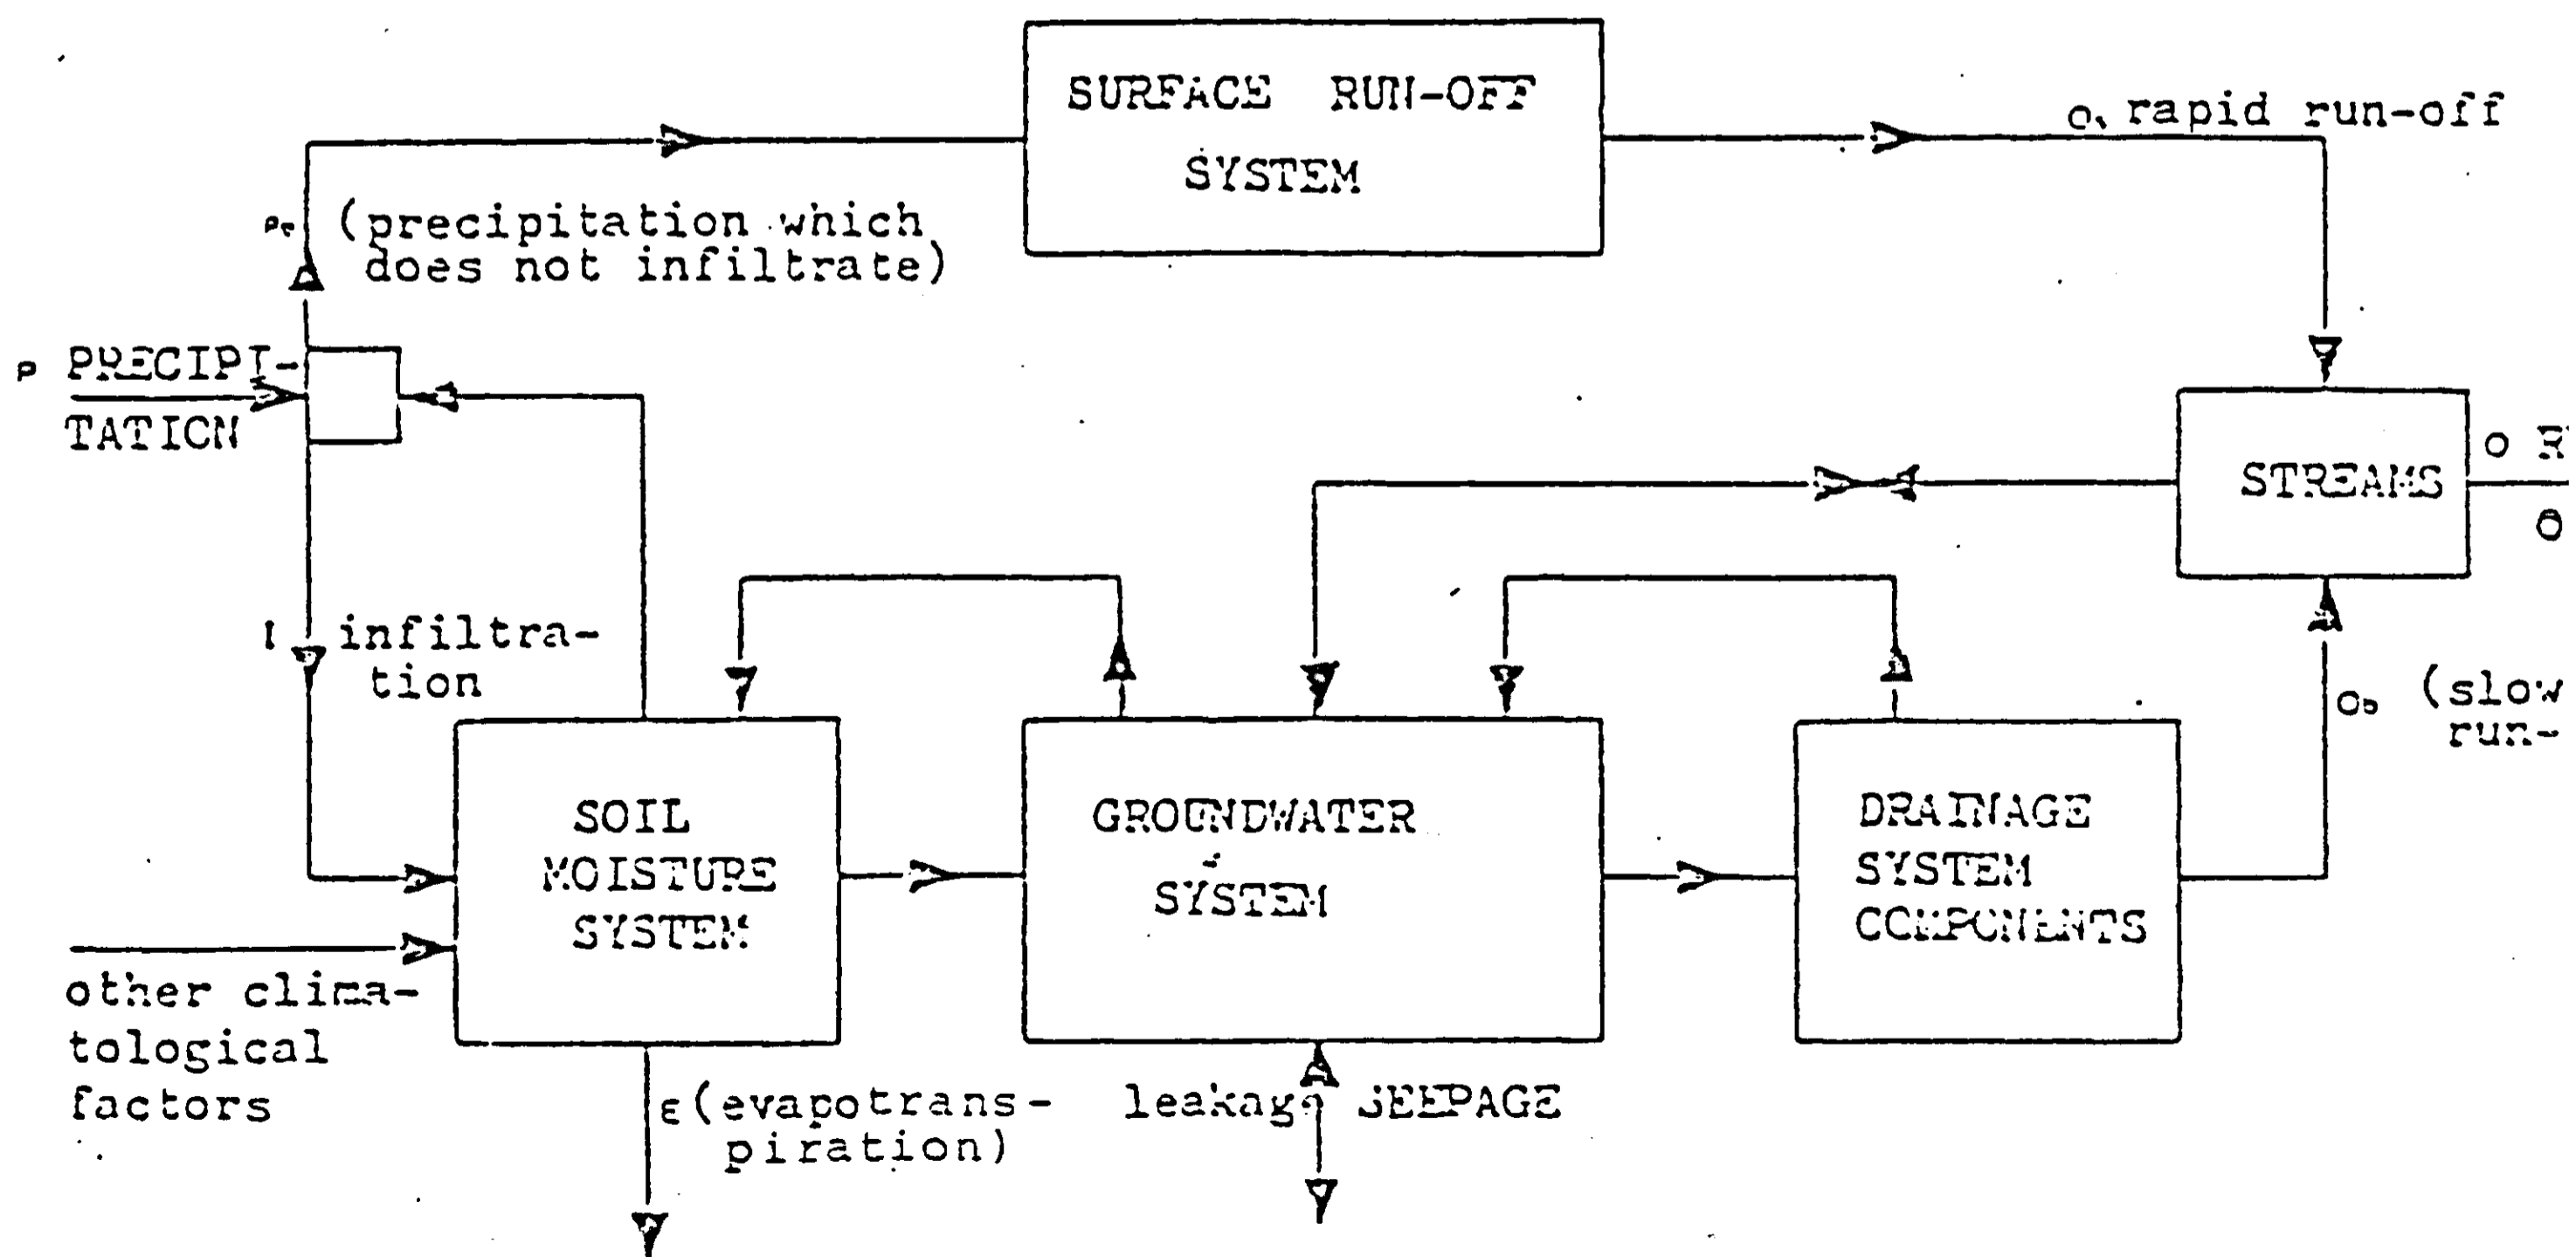 SURFACE RUN-OFF
SYSTEM
rapid run-off
(precipitation which
does not infiltrate)
P PRECIPI-
TATION
STREAMS
O
I infiltra-
tion
(slow
run-
SOIL
MOISTURE
SYSTEM
GROUNDWATER
SYSTEM
DRAINAGE
SYSTEM
COMPONENTS
other clima-
tological
factors
E (evapotrans-
piration)
leakage SEEPAGE